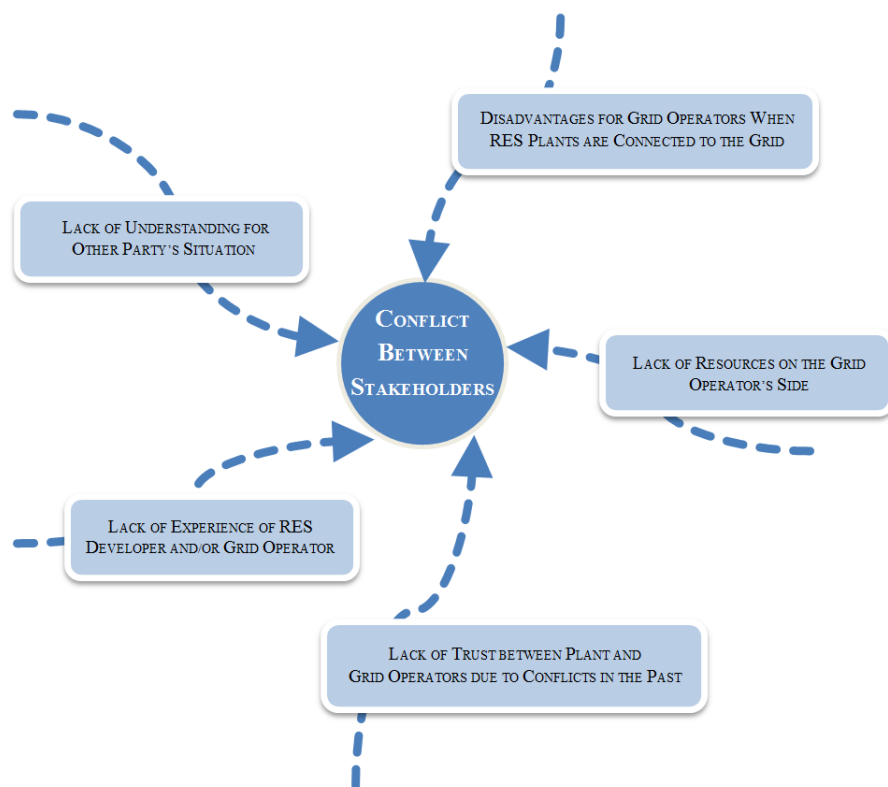 Disadvantages for Grid Operators When
RES Plants are Connected to the Grid
Lack of Understanding for
Other Party's Situation
Conflict
Between
Stakeholders
Lack of Resources on the Grid
Operator's Side
Lack of Experience of RES
Developer and/or Grid Operator
Lack of Trust between Plant and
Grid Operators due to Conflicts in the Past